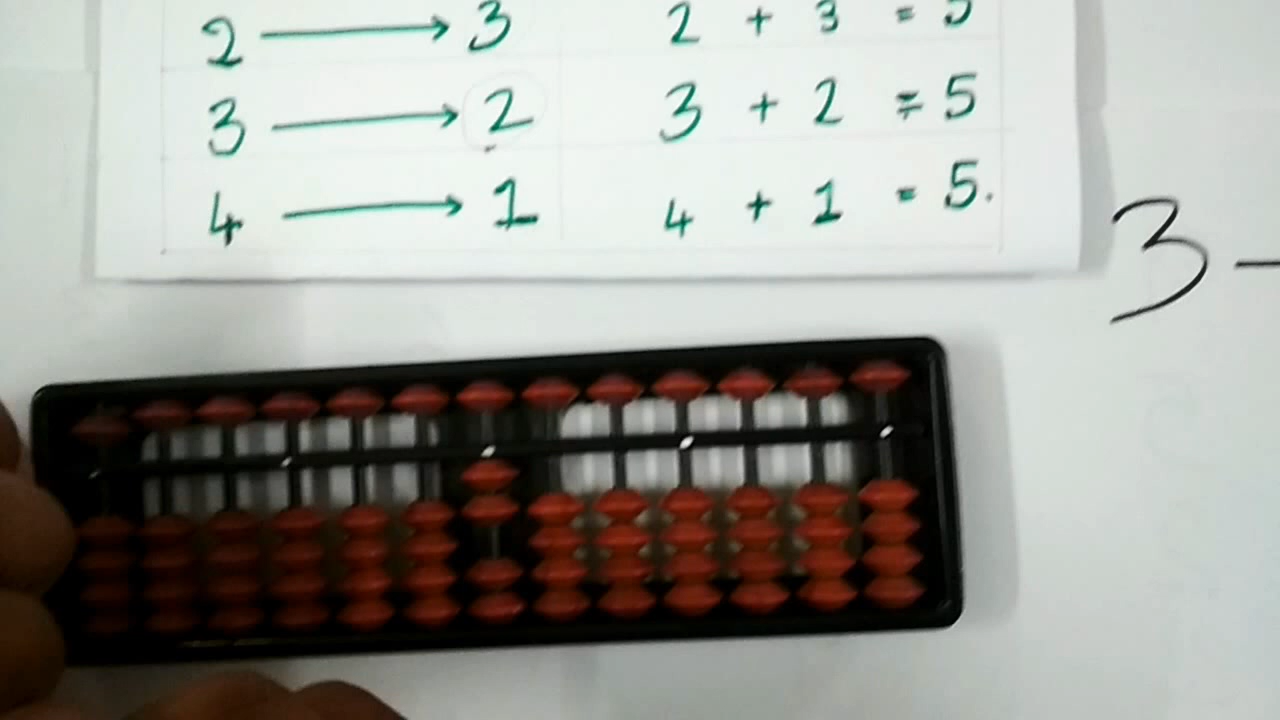 2 → 3 2 + 3 = 5
3 → 2 3 + 2 = 5
4 → 1 4 + 1 = 5.
3 -